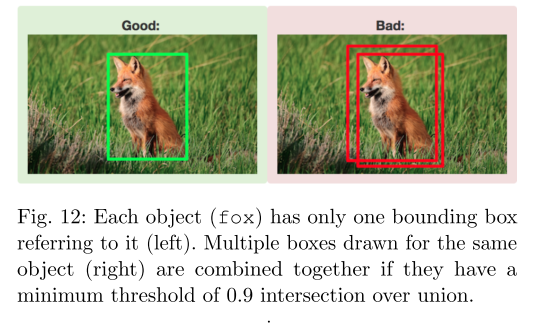 Good:
Bad:
Fig. 12: Each object (fox) has only one bounding box
referring to it (left). Multiple boxes drawn for the same
object (right) are combined together if they have a
minimum threshold of 0.9 intersection over union.
.